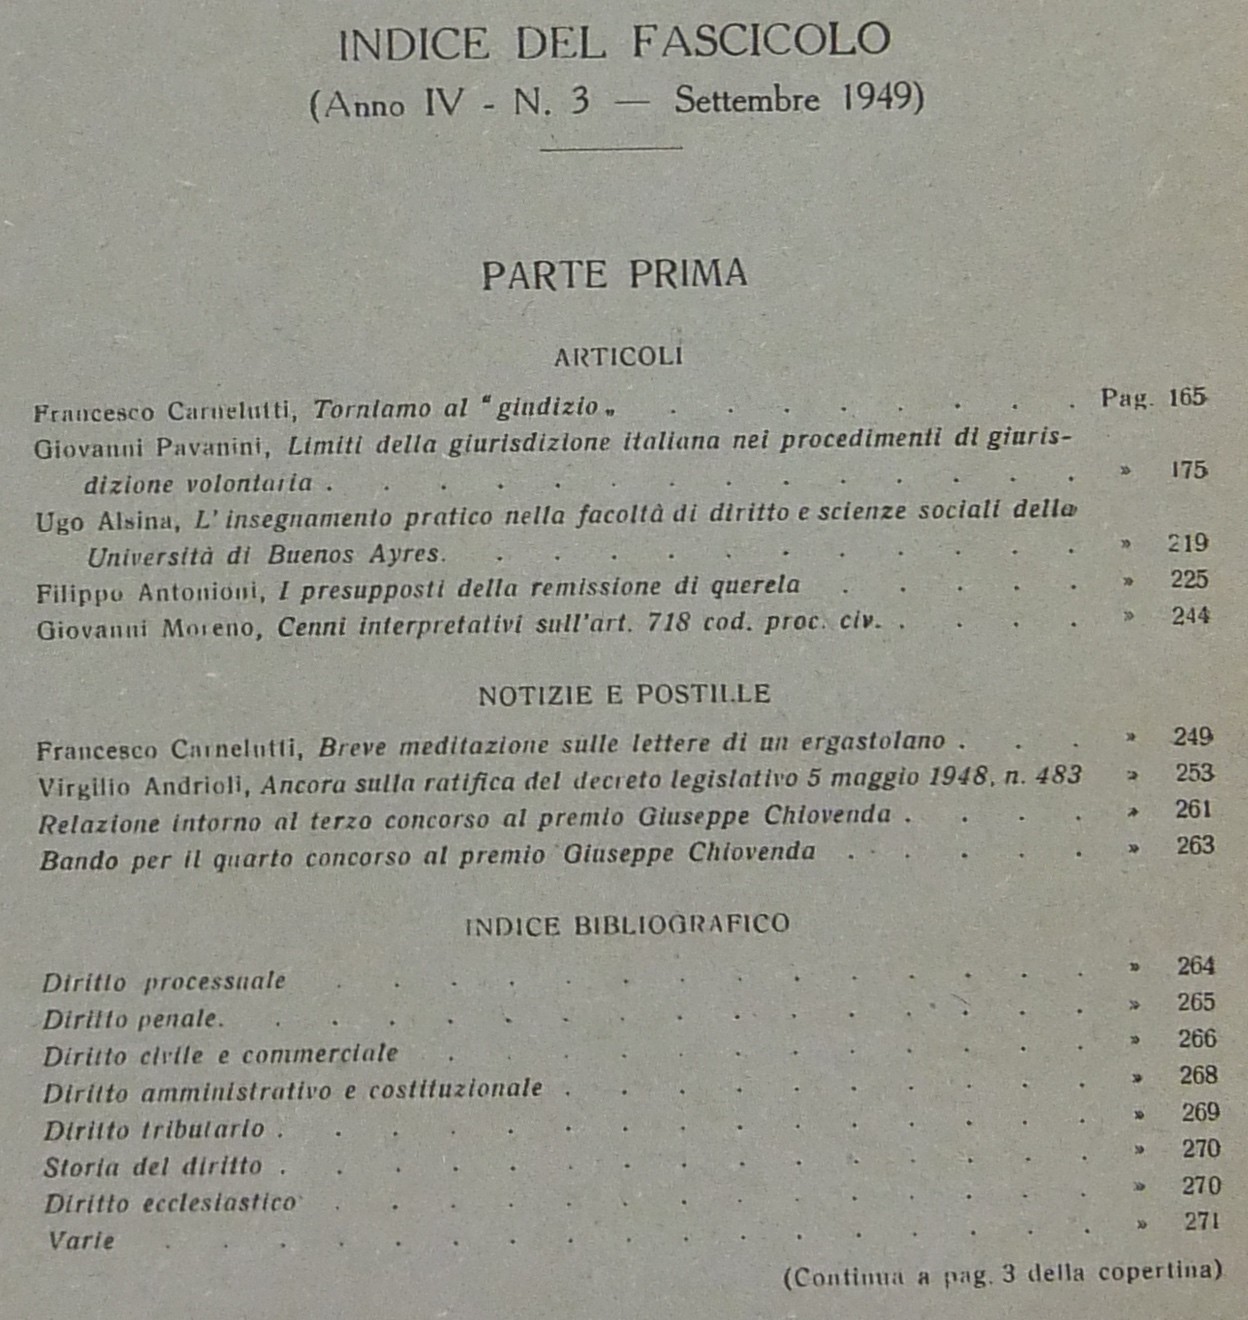 INDICE DEL FASCICOLO
(Anno IV - N. 3 — Settembre 1949)
PARTE PRIMA
ARTICOLI
Francesco Carnelutti, Torniamo al "giudizio„ . . . . . . . . Pag. 165
Giovanni Pavanini, Limiti della giurisdizione italiana nei procedimenti di giuris-
dizione volontaria . . . . . . . . . . . . . . » 175
Ugo Alsina, L' insegnamento pratico nella facoltà di diritto e scienze sociali della
Università di Buenos Ayres. . . . . . . . . . . . » 219
Filippo Antonioni, I presupposti della remissione di querela . . . . . » 225
Giovanni Moreno, Cenni interpretativi sull'art. 718 cod. proc. civ. . . . . » 244
NOTIZIE E POSTILLE
Francesco Carnelutti, Breve meditazione sulle lettere di un ergastolano . . . » 249
Virgilio Andrioli, Ancora sulla ratifica del decreto legislativo 5 maggio 1948, n. 483 » 253
Relazione intorno al terzo concorso al premio Giuseppe Chiovenda . . . . » 261
Bando per il quarto concorso al premio Giuseppe Chiovenda . . . . . » 263
INDICE BIBLIOGRAFICO
Diritto processuale . . . . . . . . . . . . . . » 264
Diritto penale. . . . . . . . . . . . . . . . » 265
Diritto civile e commerciale . . . . . . . . . . . . » 266
Diritto amministrativo e costituzionale . . . . . . . . . . » 268
Diritto tributario . . . . . . . . . . . . . . . » 269
Storia del diritto . . . . . . . . . . . . . . . » 270
Diritto ecclesiastico . . . . . . . . . . . . . . » 270
Varie . . . . . . . . . . . . . . . . . » 271
(Continua a pag. 3 della copertina)